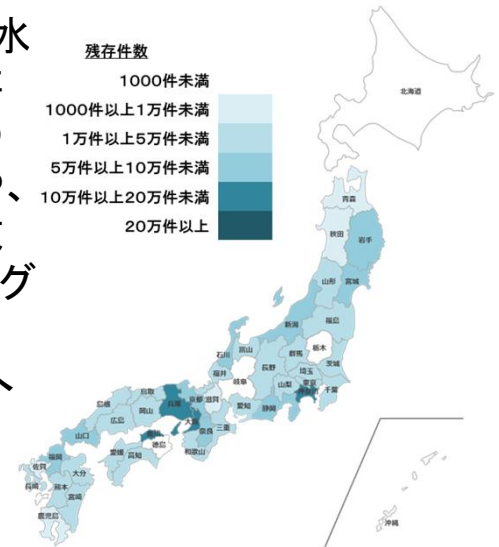 水
残存件数
1000件未満
1000件以上1万件未満
1万件以上5万件未満
5万件以上10万件未満
10万件以上20万件未満
20万件以上
グ
北海道
青森
秋田
岩手
山形
宮城
新潟
福島
石川
富山
群馬
栃木
福井
長野
埼玉
茨城
岐阜
山梨
東京
千葉
鳥取
兵庫
京都
滋賀
愛知
静岡
島根
岡山
大阪
三重
広島
奈良
山口
徳島
和歌山
福岡
愛媛
高知
佐賀
大分
長崎
熊本
宮崎
鹿児島
沖縄